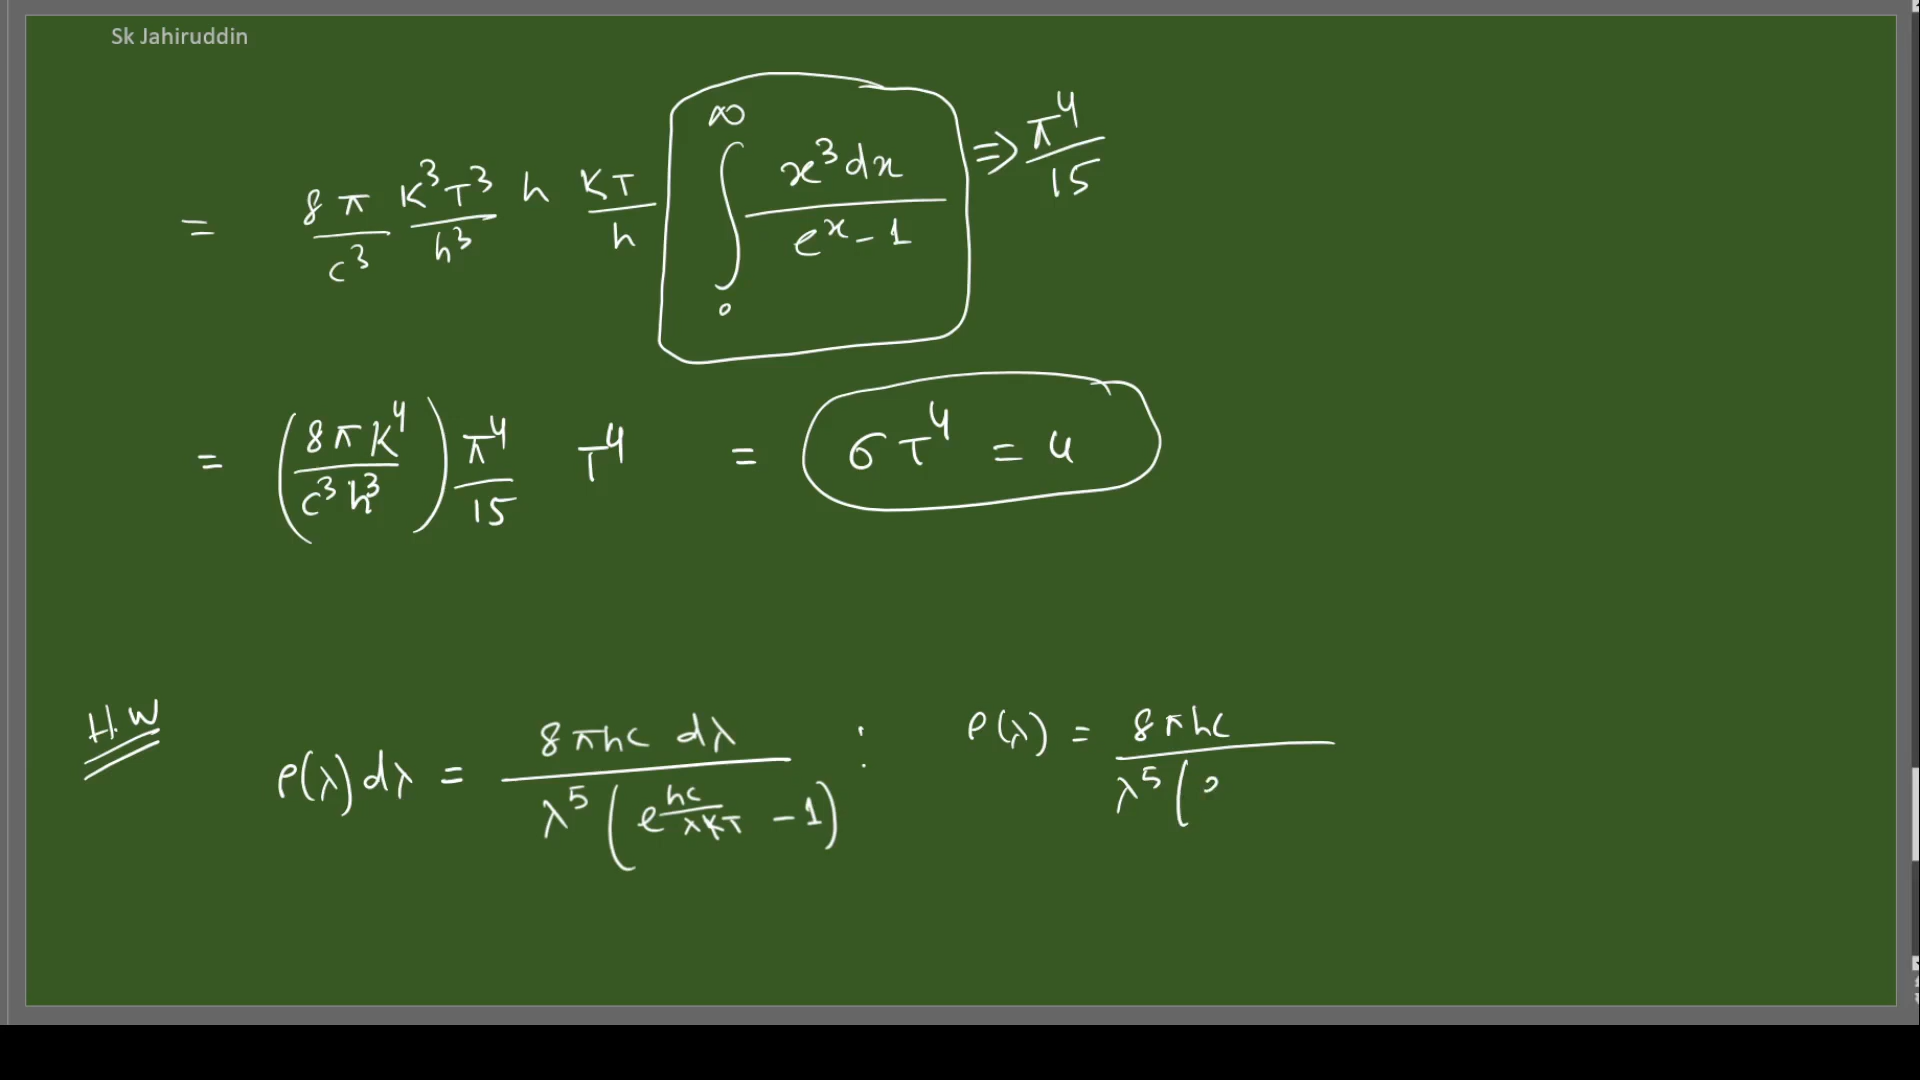 Sk Jahiruddin
= 8π/c³ K³T³/h³ h KT/h ∫₀^∞ x³dx/(eˣ - 1) ⇒ π⁴/15
= (8πK⁴/c³h³) π⁴/15 T⁴ = σT⁴ = u
H.W
ρ(λ)dλ = 8πhc dλ / λ⁵(e^(hc/λKT) - 1) : ρ(λ) = 8πhc / λ⁵(